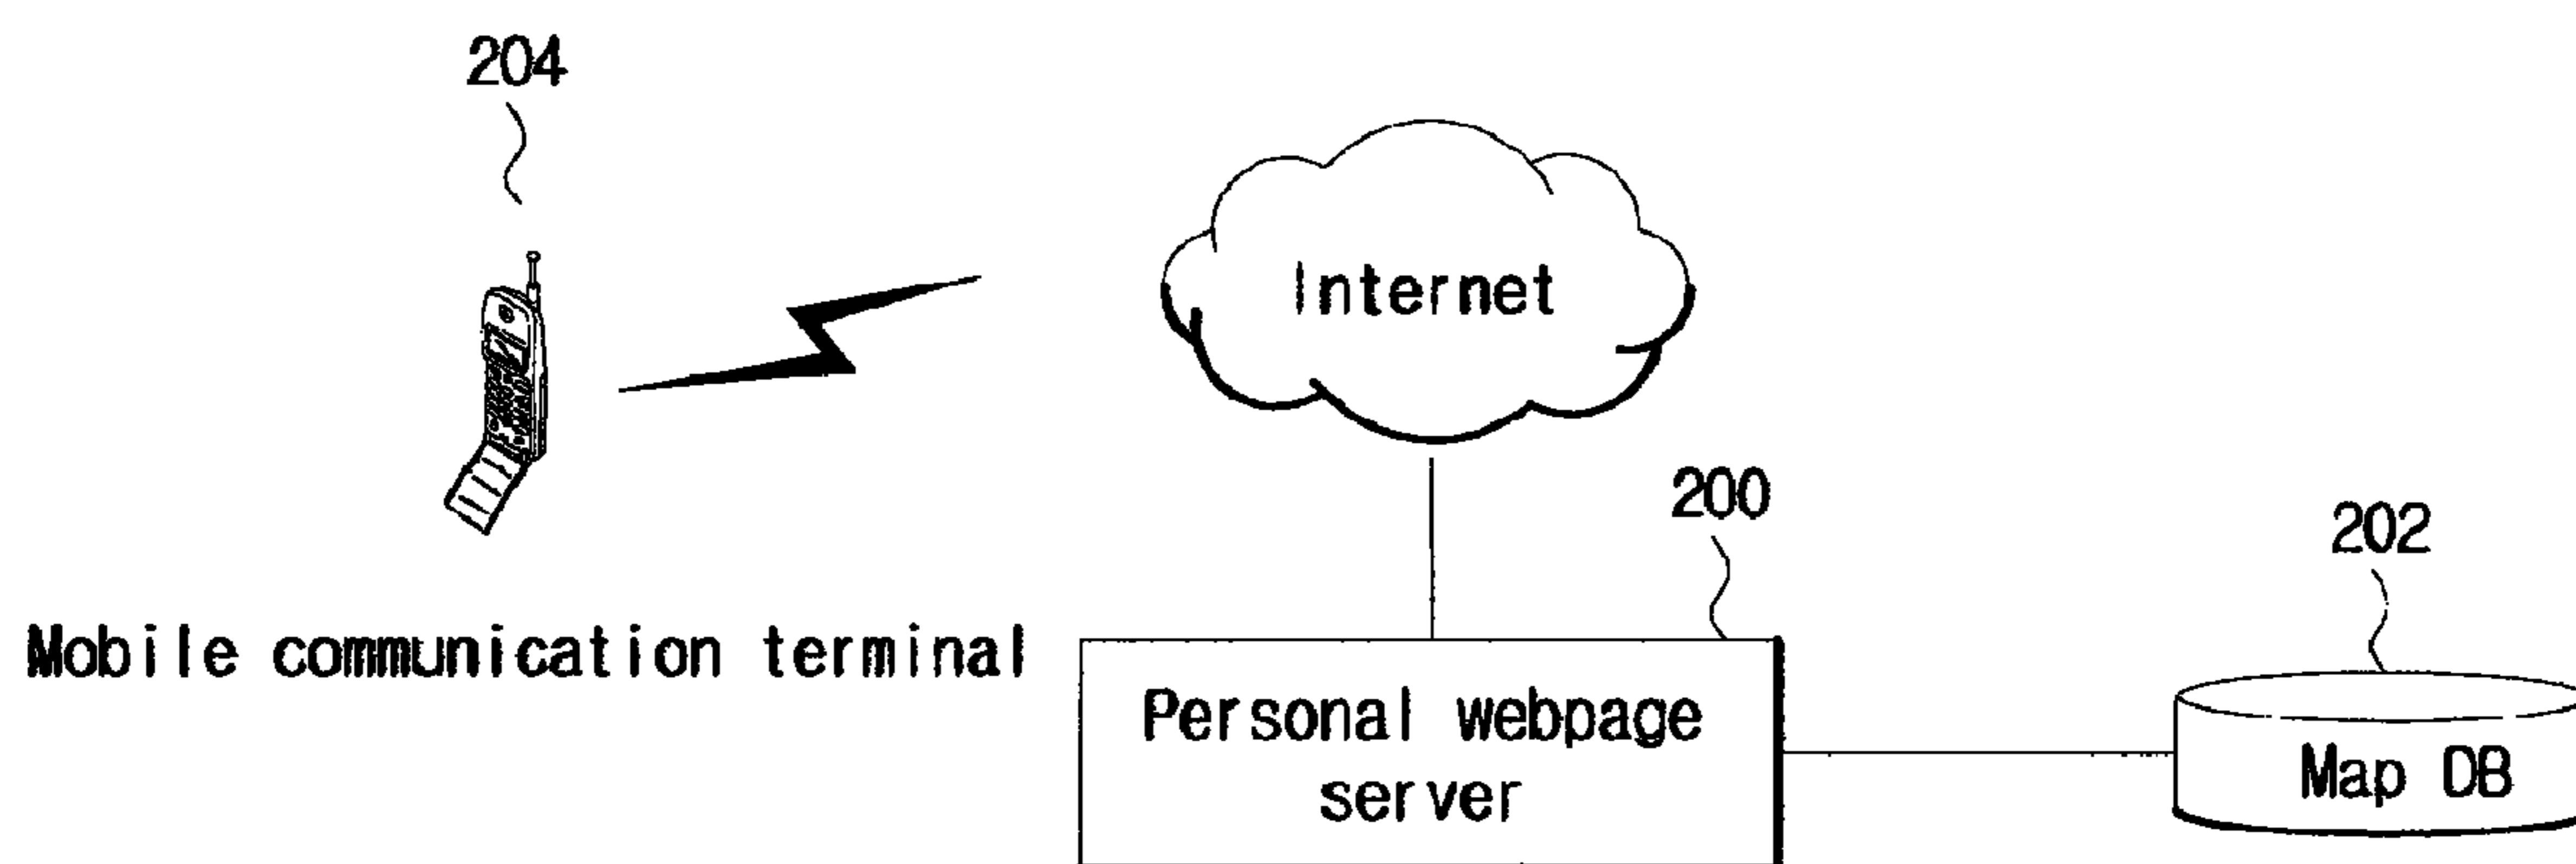 204
Internet
200
202
Mobile communication terminal
Personal webpage
server
Map DB